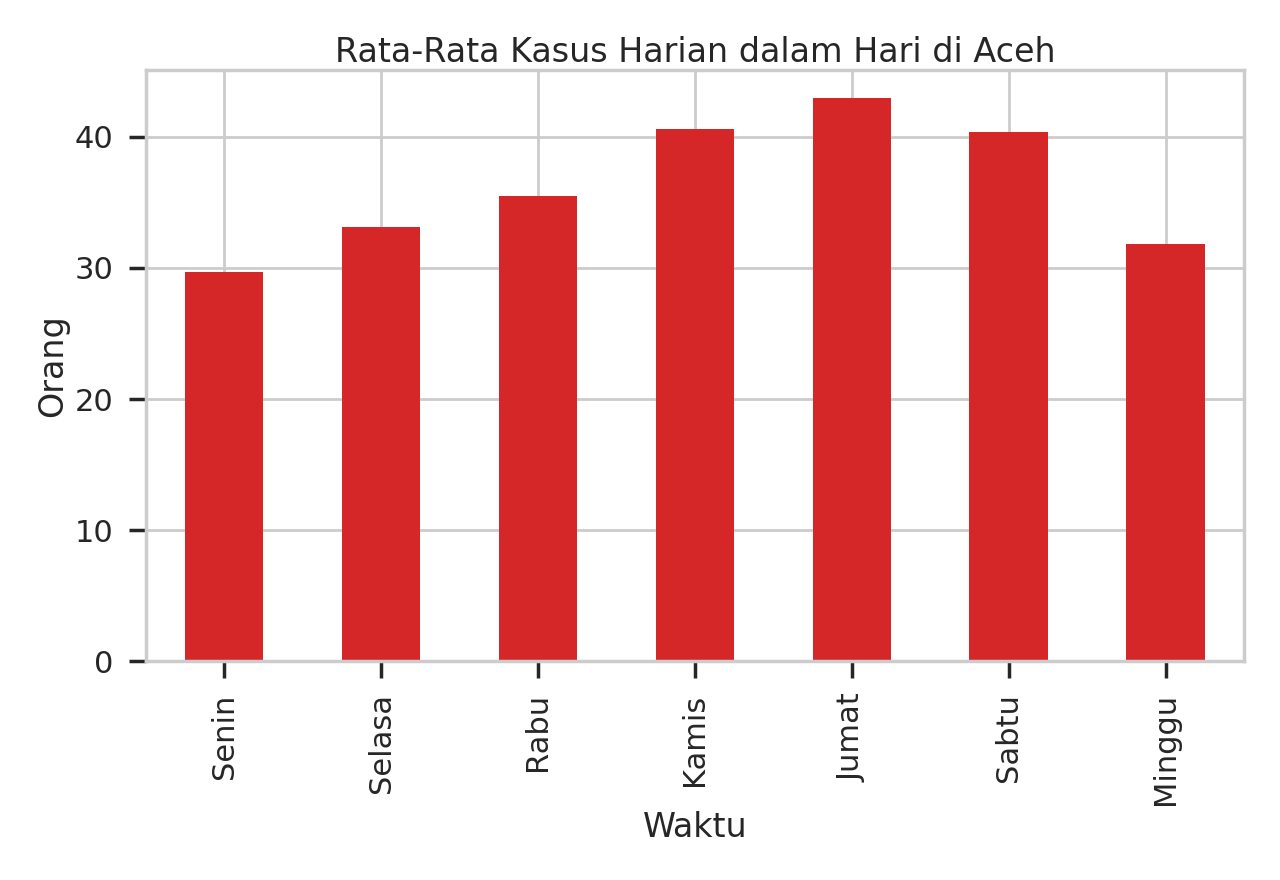 Rata-Rata Kasus Harian dalam Hari di Aceh
Orang
40
30
20
10
0
Senin
Selasa
Rabu
Kamis
Jumat
Sabtu
Minggu
Waktu